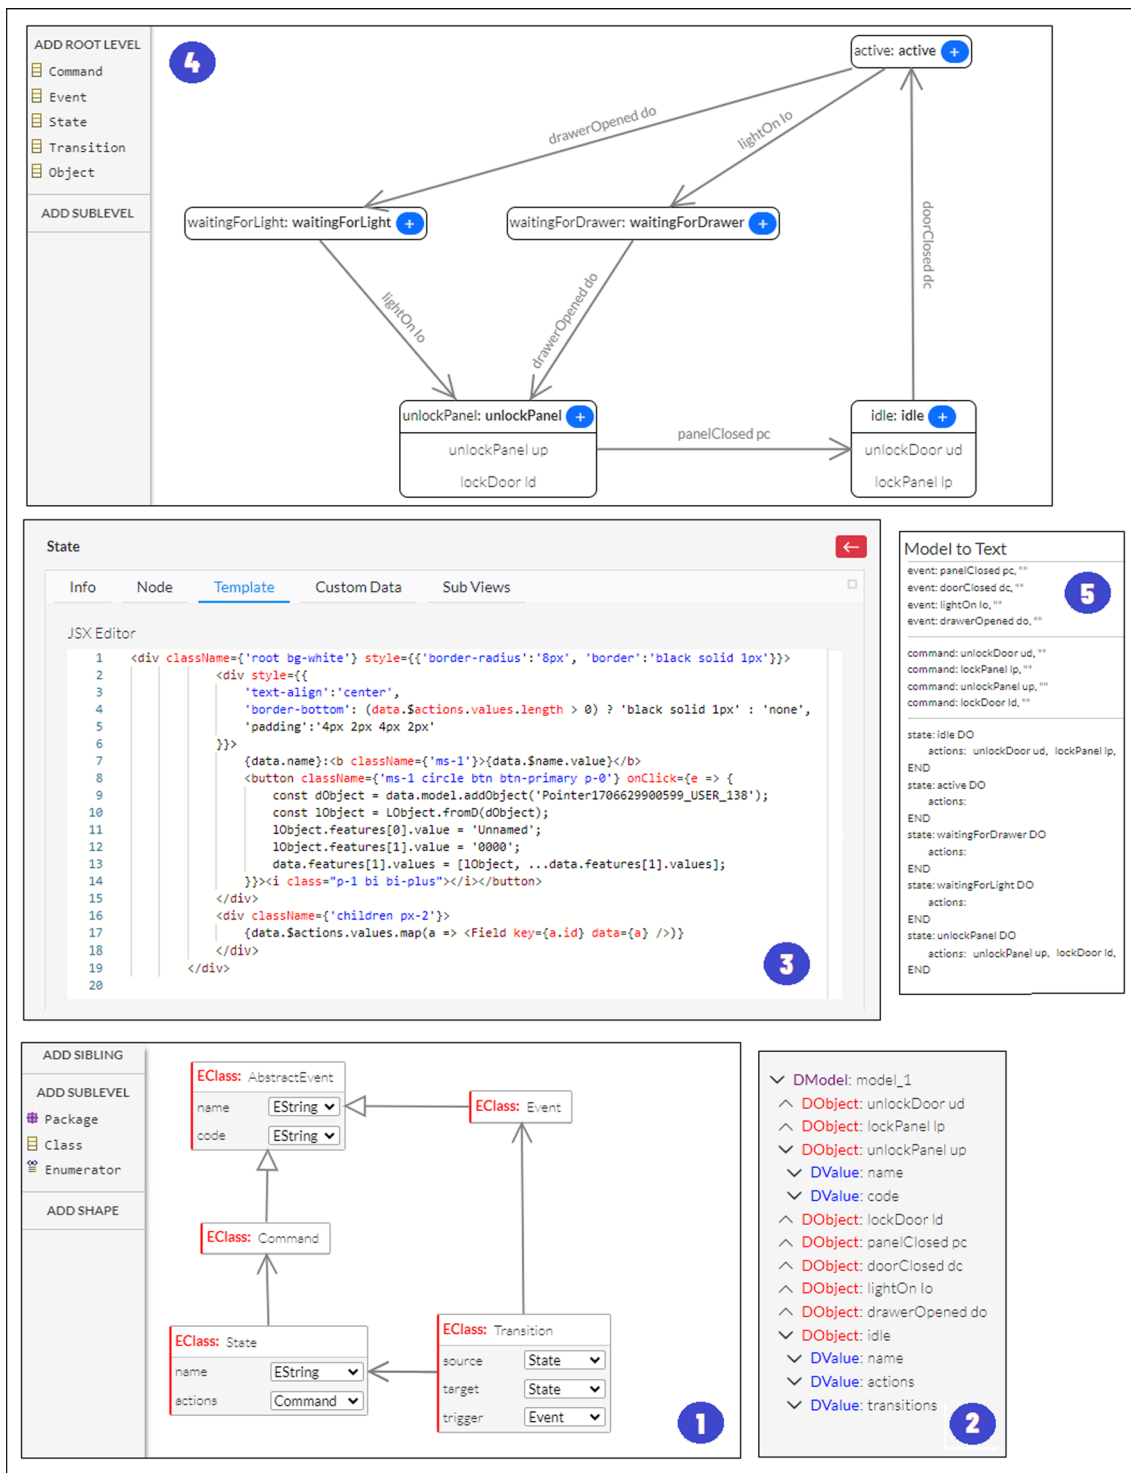 ADD ROOT LEVEL
Command
Event
State
Transition
Object
ADD SUBLEVEL
4
active: active +
drawerOpened do
lightOn lo
waitingForLight: waitingForLight +
waitingForDrawer: waitingForDrawer +
doorClosed dc
lightOn lo
drawerOpened do
unlockPanel: unlockPanel +
unlockPanel up
lockDoor ld
panelClosed pc
idle: idle +
unlockDoor ud
lockPanel lp
State
Info Node Template Custom Data Sub Views
JSX Editor
1 <div className={'root bg-white'} style={{'border-radius':'8px', 'border':'black solid 1px'}}>
2 <div style={{
3 'text-align':'center',
4 'border-bottom': (data.$actions.values.length > 0) ? 'black solid 1px' : 'none',
5 'padding':'4px 2px 4px 2px'
6 }}>
7 {data.name}:<b className={'ms-1'}>{data.$name.value}</b>
8 <button className={'ms-1 circle btn btn-primary p-0'} onClick={e => {
9 const dObject = data.model.addObject('Pointer1706629900599_USER_138');
10 const lObject = LObject.fromD(dObject);
11 lObject.features[0].value = 'Unnamed';
12 lObject.features[1].value = '0000';
13 data.features[1].values = [lObject, ...data.features[1].values];
14 }}><i class="p-1 bi bi-plus"></i></button>
15 </div>
16 <div className={'children px-2'}>
17 {data.$actions.values.map(a => <Field key={a.id} data={a} />)}
18 </div>
19 </div>
20
3
Model to Text
event: panelClosed pc, ""
event: doorClosed dc, ""
event: lightOn lo, ""
event: drawerOpened do, ""
5
command: unlockDoor ud, ""
command: lockPanel lp, ""
command: unlockPanel up, ""
command: lockDoor ld, ""
state: idle DO
actions: unlockDoor ud, lockPanel lp,
END
state: active DO
actions:
END
state: waitingForDrawer DO
actions:
END
state: waitingForLight DO
actions:
END
state: unlockPanel DO
actions: unlockPanel up, lockDoor ld,
END
ADD SIBLING
ADD SUBLEVEL
Package
Class
Enumerator
ADD SHAPE
EClass: AbstractEvent
name EString
code EString
EClass: Event
EClass: Command
EClass: State
name EString
actions Command
EClass: Transition
source State
target State
trigger Event
1
DModel: model_1
DObject: unlockDoor ud
DObject: lockPanel lp
DObject: unlockPanel up
DValue: name
DValue: code
DObject: lockDoor ld
DObject: panelClosed pc
DObject: doorClosed dc
DObject: lightOn lo
DObject: drawerOpened do
DObject: idle
DValue: name
DValue: actions
DValue: transitions
2